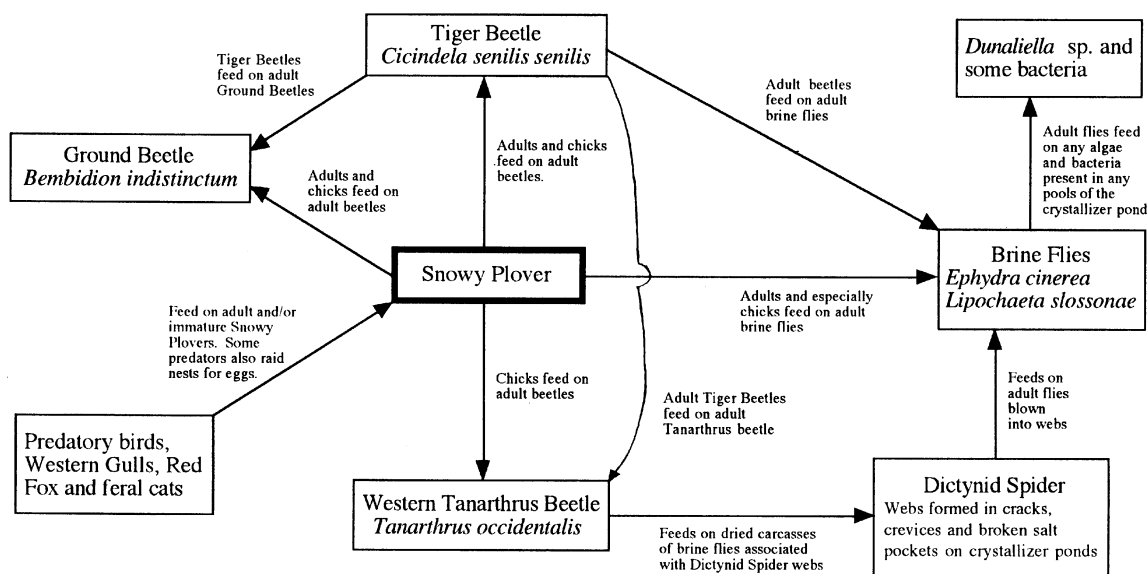 Tiger Beetle
Cicindela senilis senilis
Dunaliella sp. and
some bacteria
Tiger Beetles
feed on adult
Ground Beetles
Adult beetles
feed on adult
brine flies
Ground Beetle
Bembidion indistinctum
Adults and
chicks feed on
adult beetles
Adults and chicks
feed on adult
beetles.
Adult flies feed
on any algae
and bacteria
present in any
pools of the
crystallizer pond
Snowy Plover
Brine Flies
Ephydra cinerea
Lipochaeta slossonae
Adults and especially
chicks feed on adult
brine flies
Feed on adult and/or
immature Snowy
Plovers. Some
predators also raid
nests for eggs.
Chicks feed on
adult beetles
Adult Tiger Beetles
feed on adult
Tanarthrus beetle
Feeds on
adult flies
blown
into webs
Predatory birds,
Western Gulls, Red
Fox and feral cats
Western Tanarthrus Beetle
Tanarthrus occidentalis
Feeds on dried carcasses
of brine flies associated
with Dictynid Spider webs
Dictynid Spider
Webs formed in cracks,
crevices and broken salt
pockets on crystallizer ponds